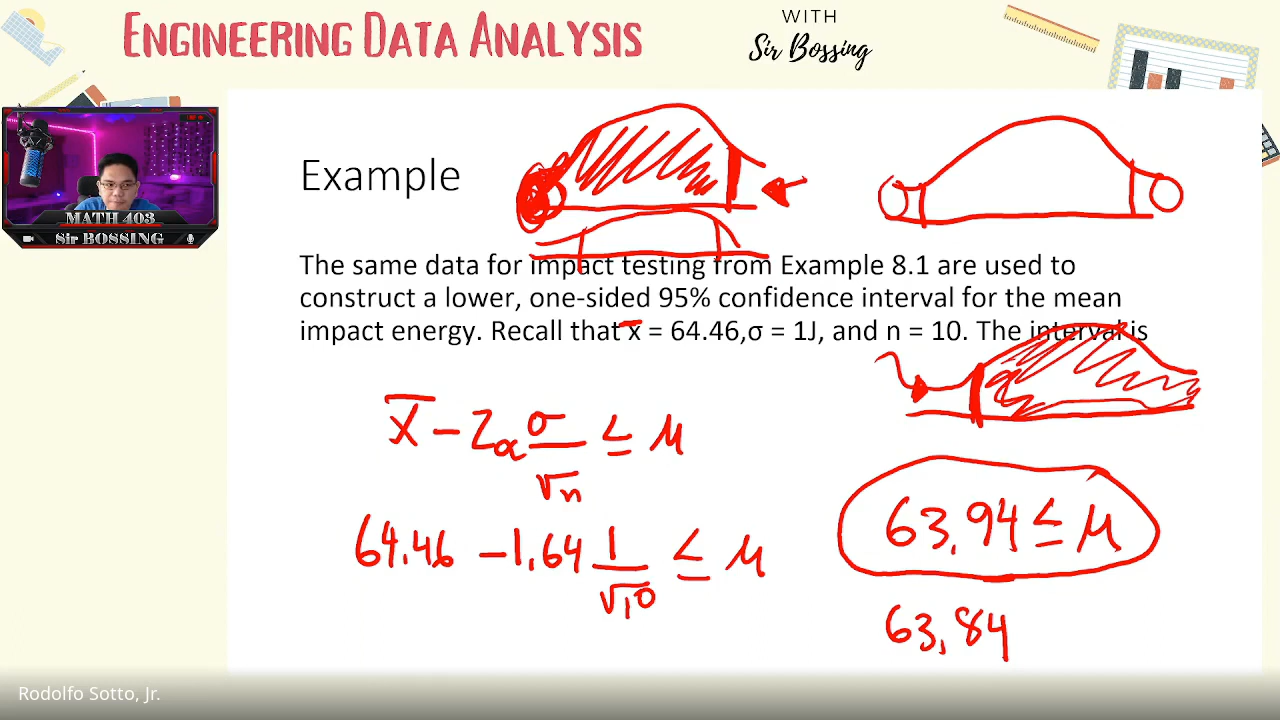 ENGINEERING DATA ANALYSIS
WITH
Sir Bossing
MATH 403
Sir BOSSING
Example
The same data for impact testing from Example 8.1 are used to
construct a lower, one-sided 95% confidence interval for the mean
impact energy. Recall that x̅ = 64.46,σ = 1J, and n = 10. The interval is
x̅ - Zα σ/√n ≤ μ
64.46 - 1.64 1/√10 ≤ μ
63,94 ≤ μ
63,84
Rodolfo Sotto, Jr.